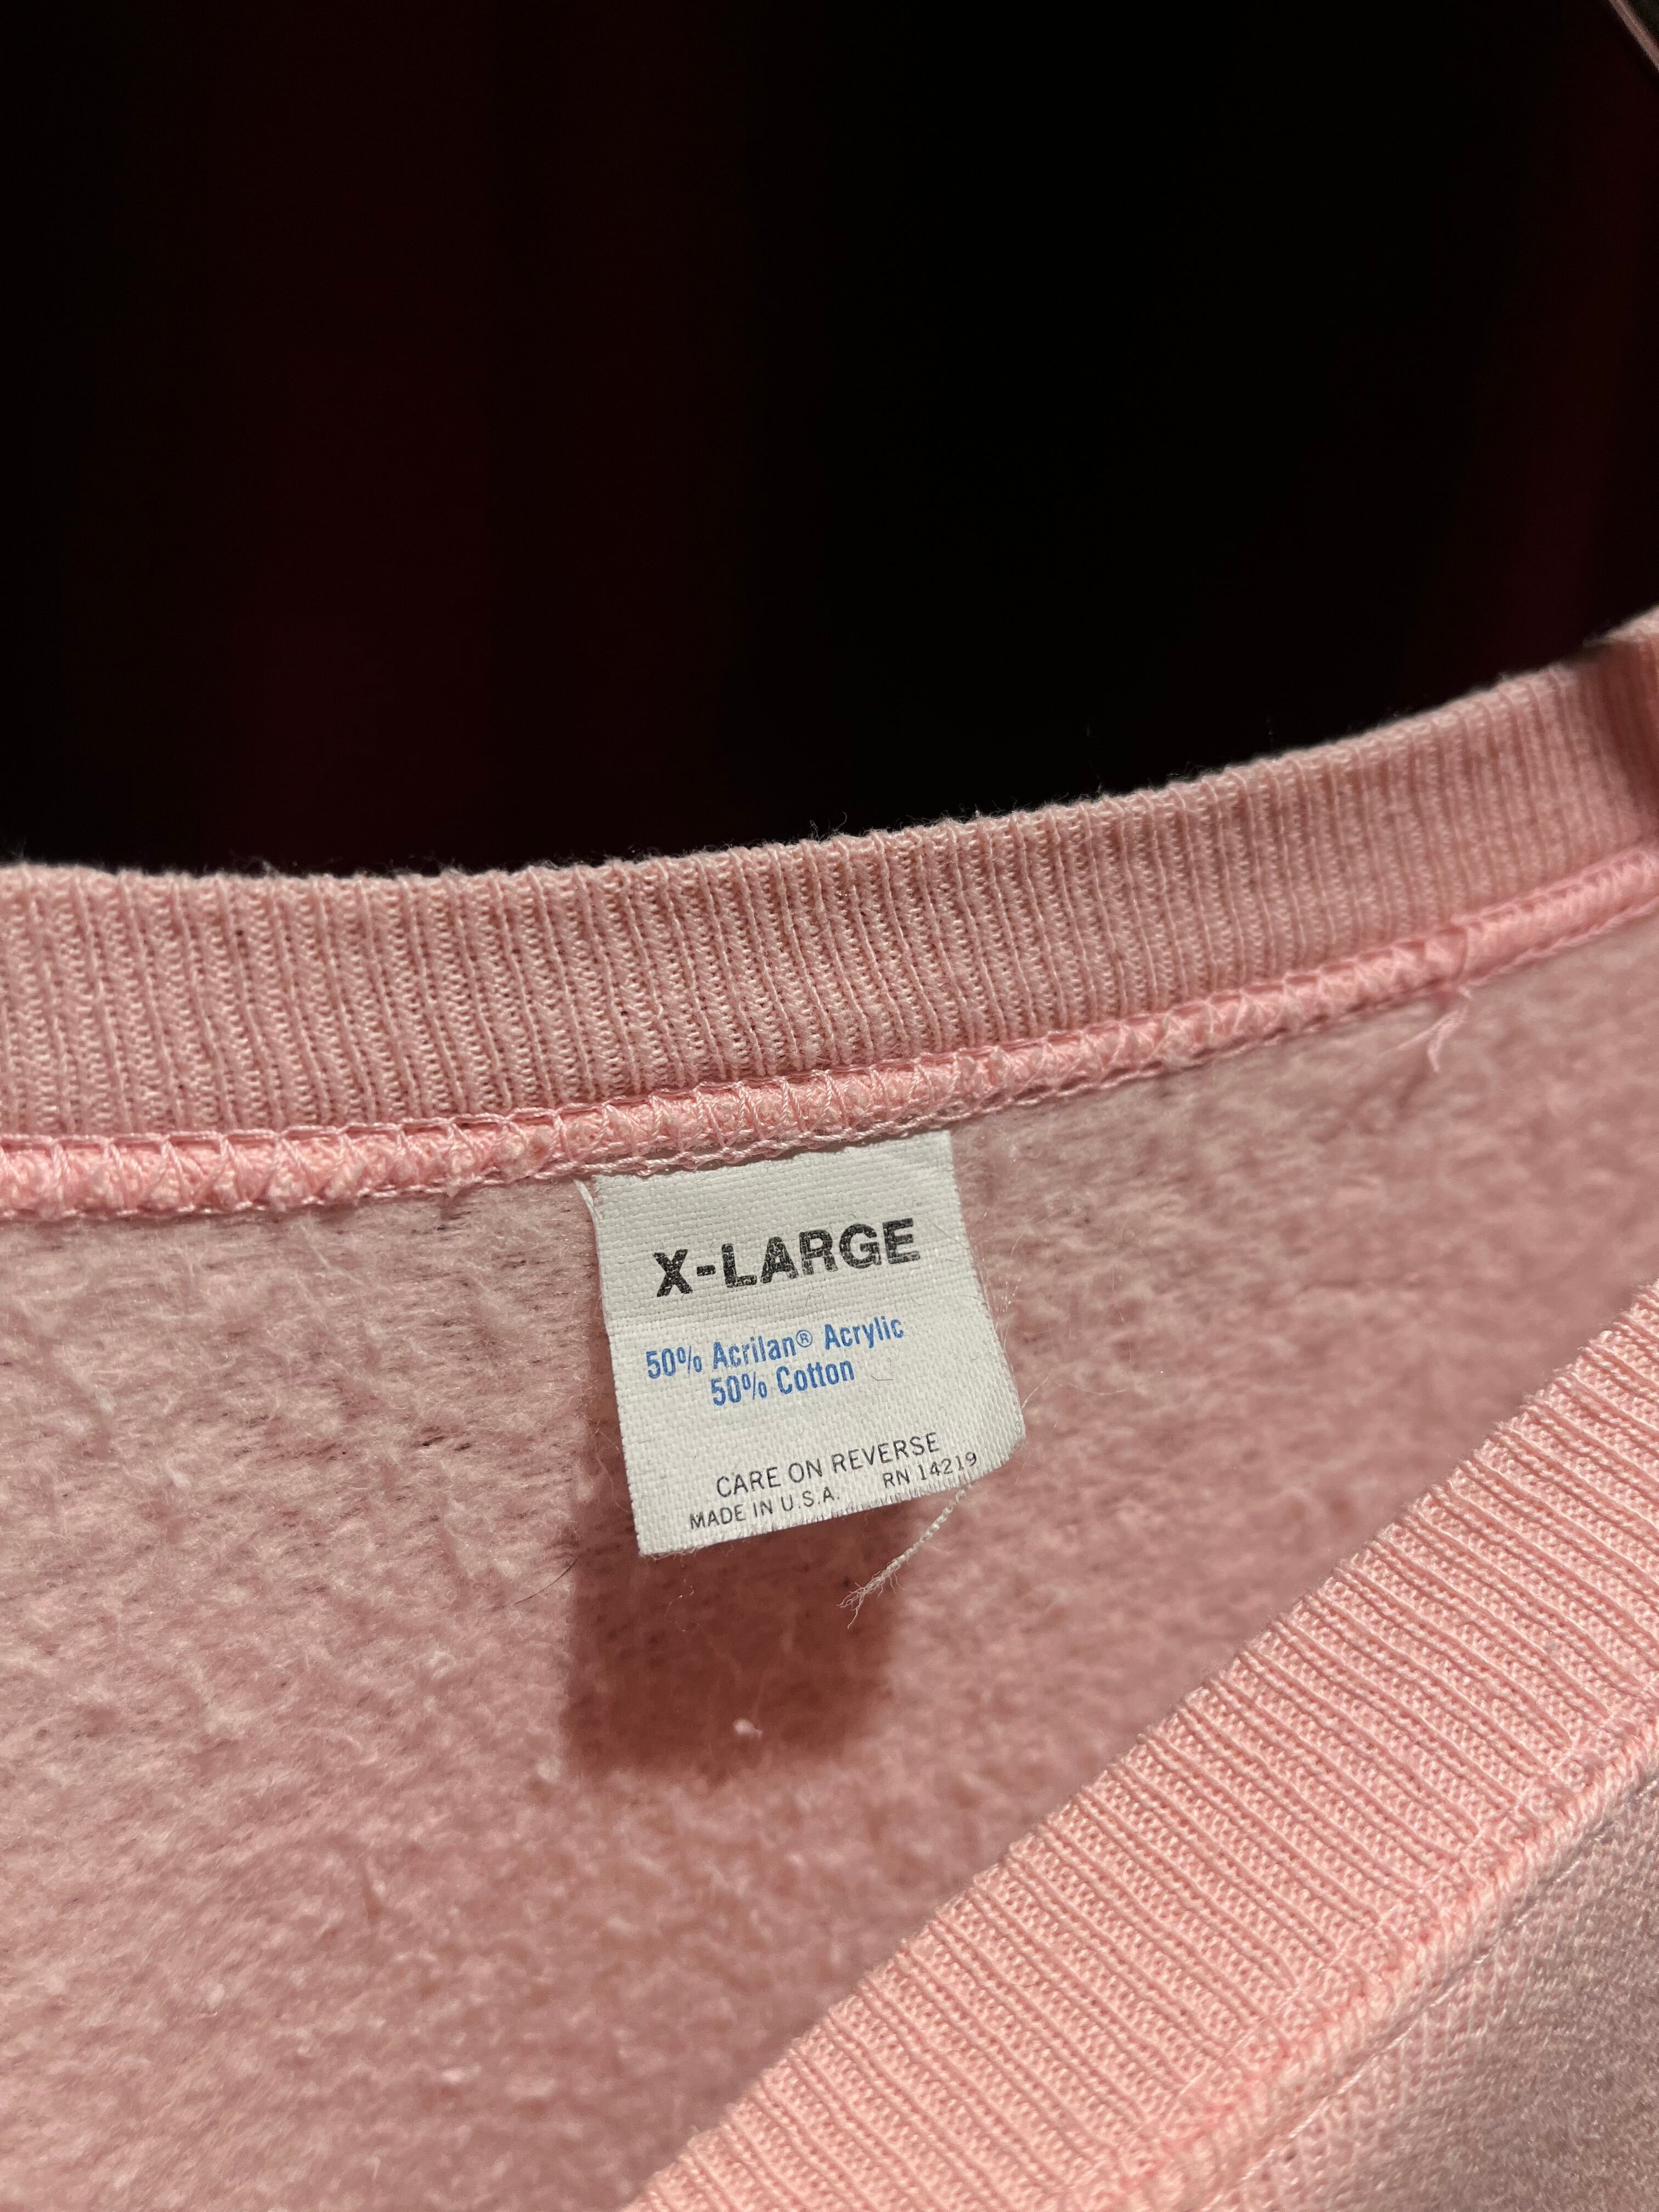 X-LARGE
50% Acrilan® Acrylic
50% Cotton
CARE ON REVERSE
MADE IN U.S.A. RN 14219